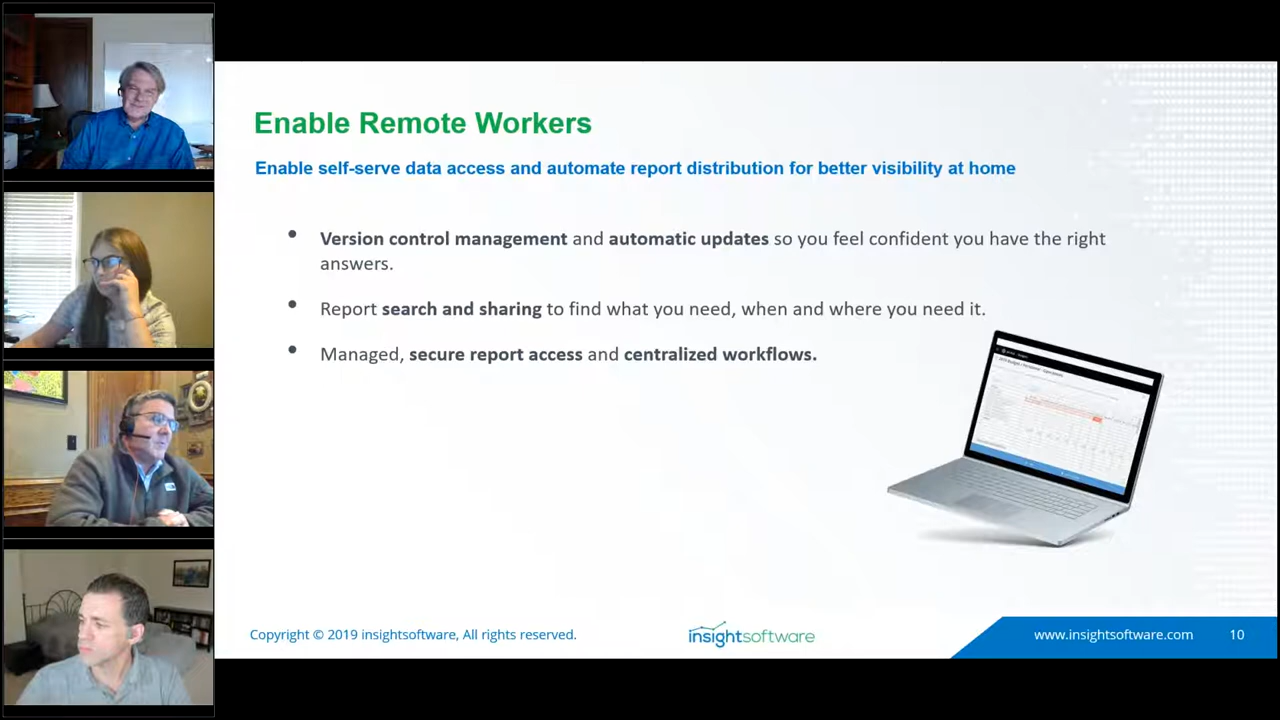 Enable Remote Workers
Enable self-serve data access and automate report distribution for better visibility at home
• Version control management and automatic updates so you feel confident you have the right
answers.
• Report search and sharing to find what you need, when and where you need it.
• Managed, secure report access and centralized workflows.
Copyright © 2019 insightsoftware, All rights reserved.
insightsoftware
www.insightsoftware.com
10